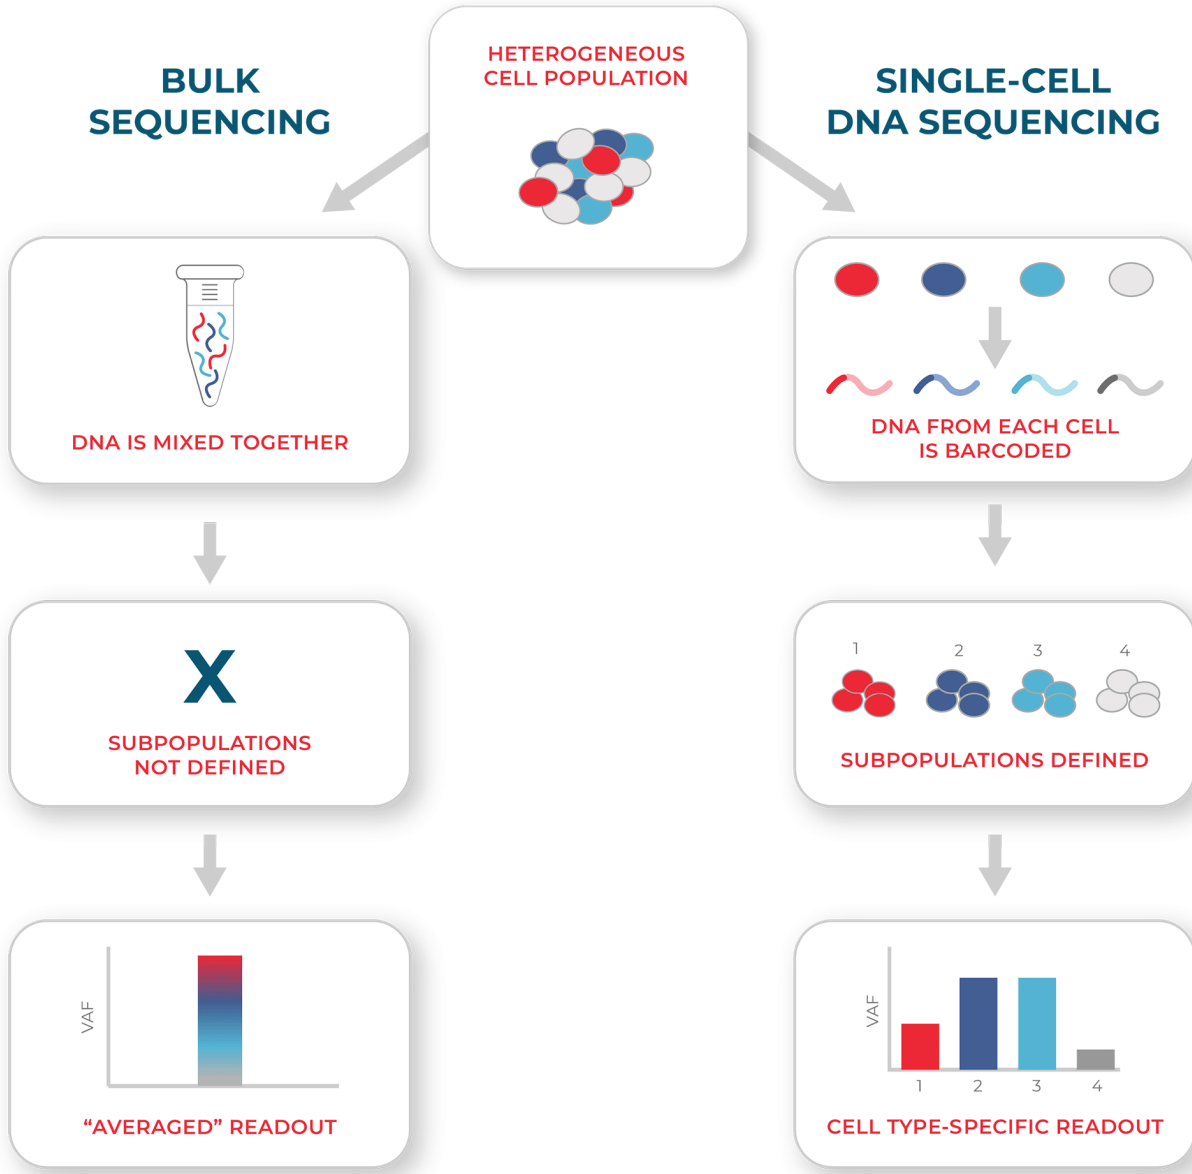 HETEROGENEOUS
CELL POPULATION
BULK
SEQUENCING
DNA IS MIXED TOGETHER
X
SUBPOPULATIONS
NOT DEFINED
VAF
“AVERAGED” READOUT
SINGLE-CELL
DNA SEQUENCING
DNA FROM EACH CELL
IS BARCODED
1 2 3 4
SUBPOPULATIONS DEFINED
VAF
1 2 3 4
CELL TYPE-SPECIFIC READOUT